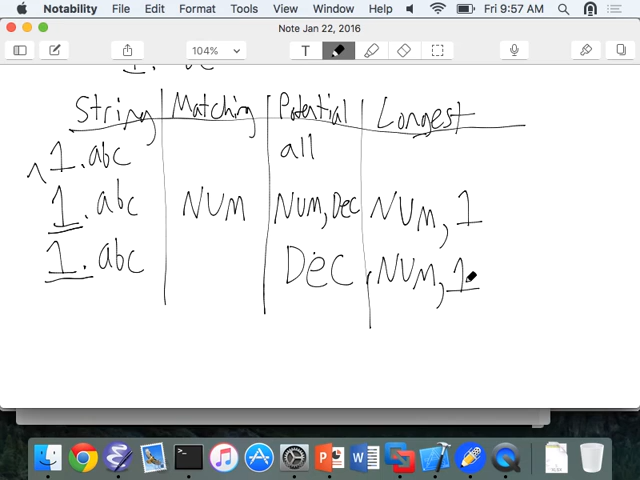 Notability Edit Format Tools Window View Help Fri 9:57 AM
Note Jan 22, 2016
104% T
String Matching Potential Longest
1.abc all
1.abc NUM NUM, Dec NUM, 1
1.abc Dec NUM, 1